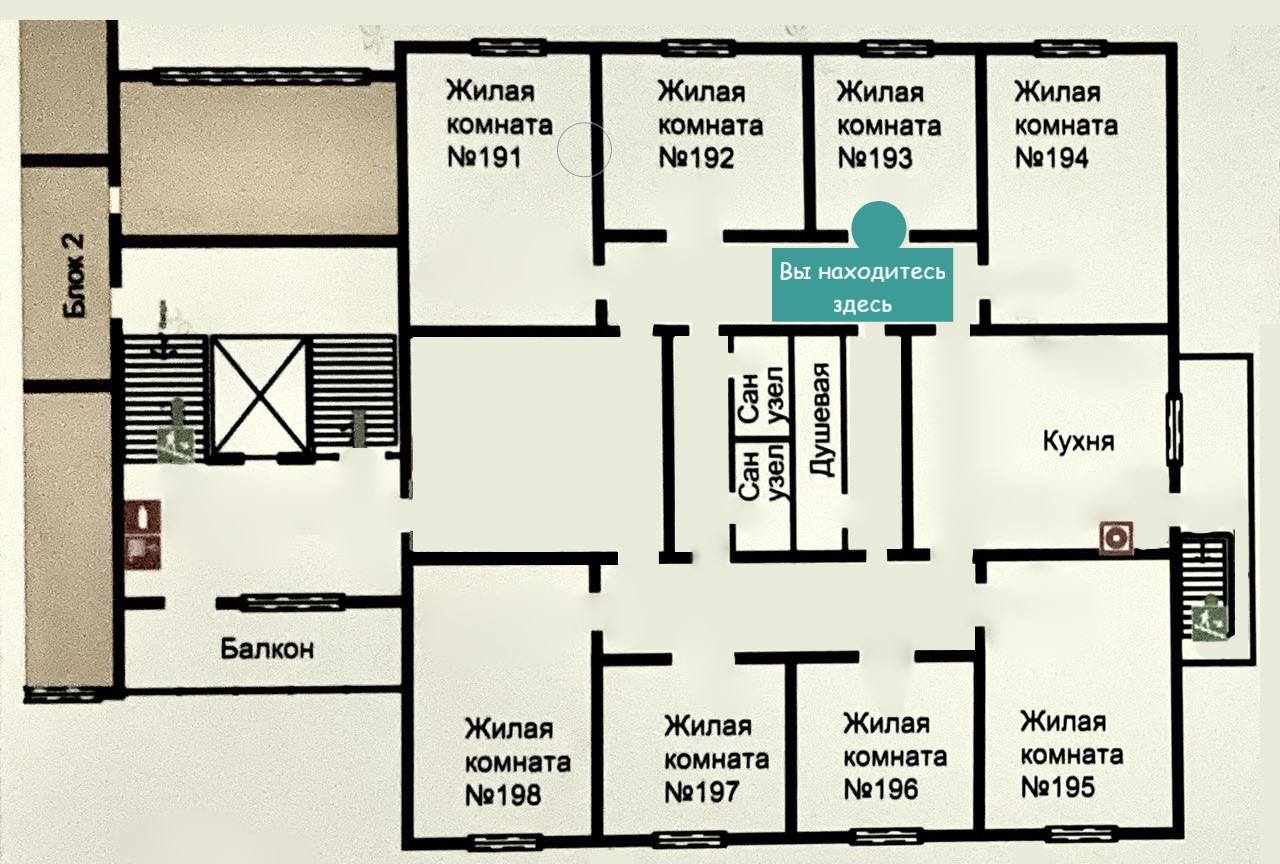 Жилая
комната
№191
Жилая
комната
№192
Жилая
комната
№193
Жилая
комната
№194
Вы находитесь
здесь
Блок 2
Сан
узел
Сан
узел
Душевая
Кухня
Балкон
Жилая
комната
№198
Жилая
комната
№197
Жилая
комната
№196
Жилая
комната
№195